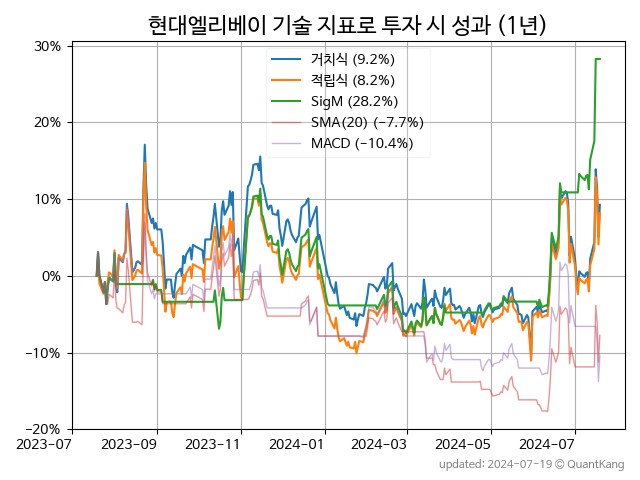 현대엘리베이 기술 지표로 투자 시 성과 (1년)
30%
20%
10%
0%
−10%
−20%
거치식 (9.2%)
적립식 (8.2%)
SigM (28.2%)
SMA(20) (−7.7%)
MACD (−10.4%)
2023-07
2023-09
2023-11
2024-01
2024-03
2024-05
2024-07
updated: 2024-07-19 ⓒ QuantKang